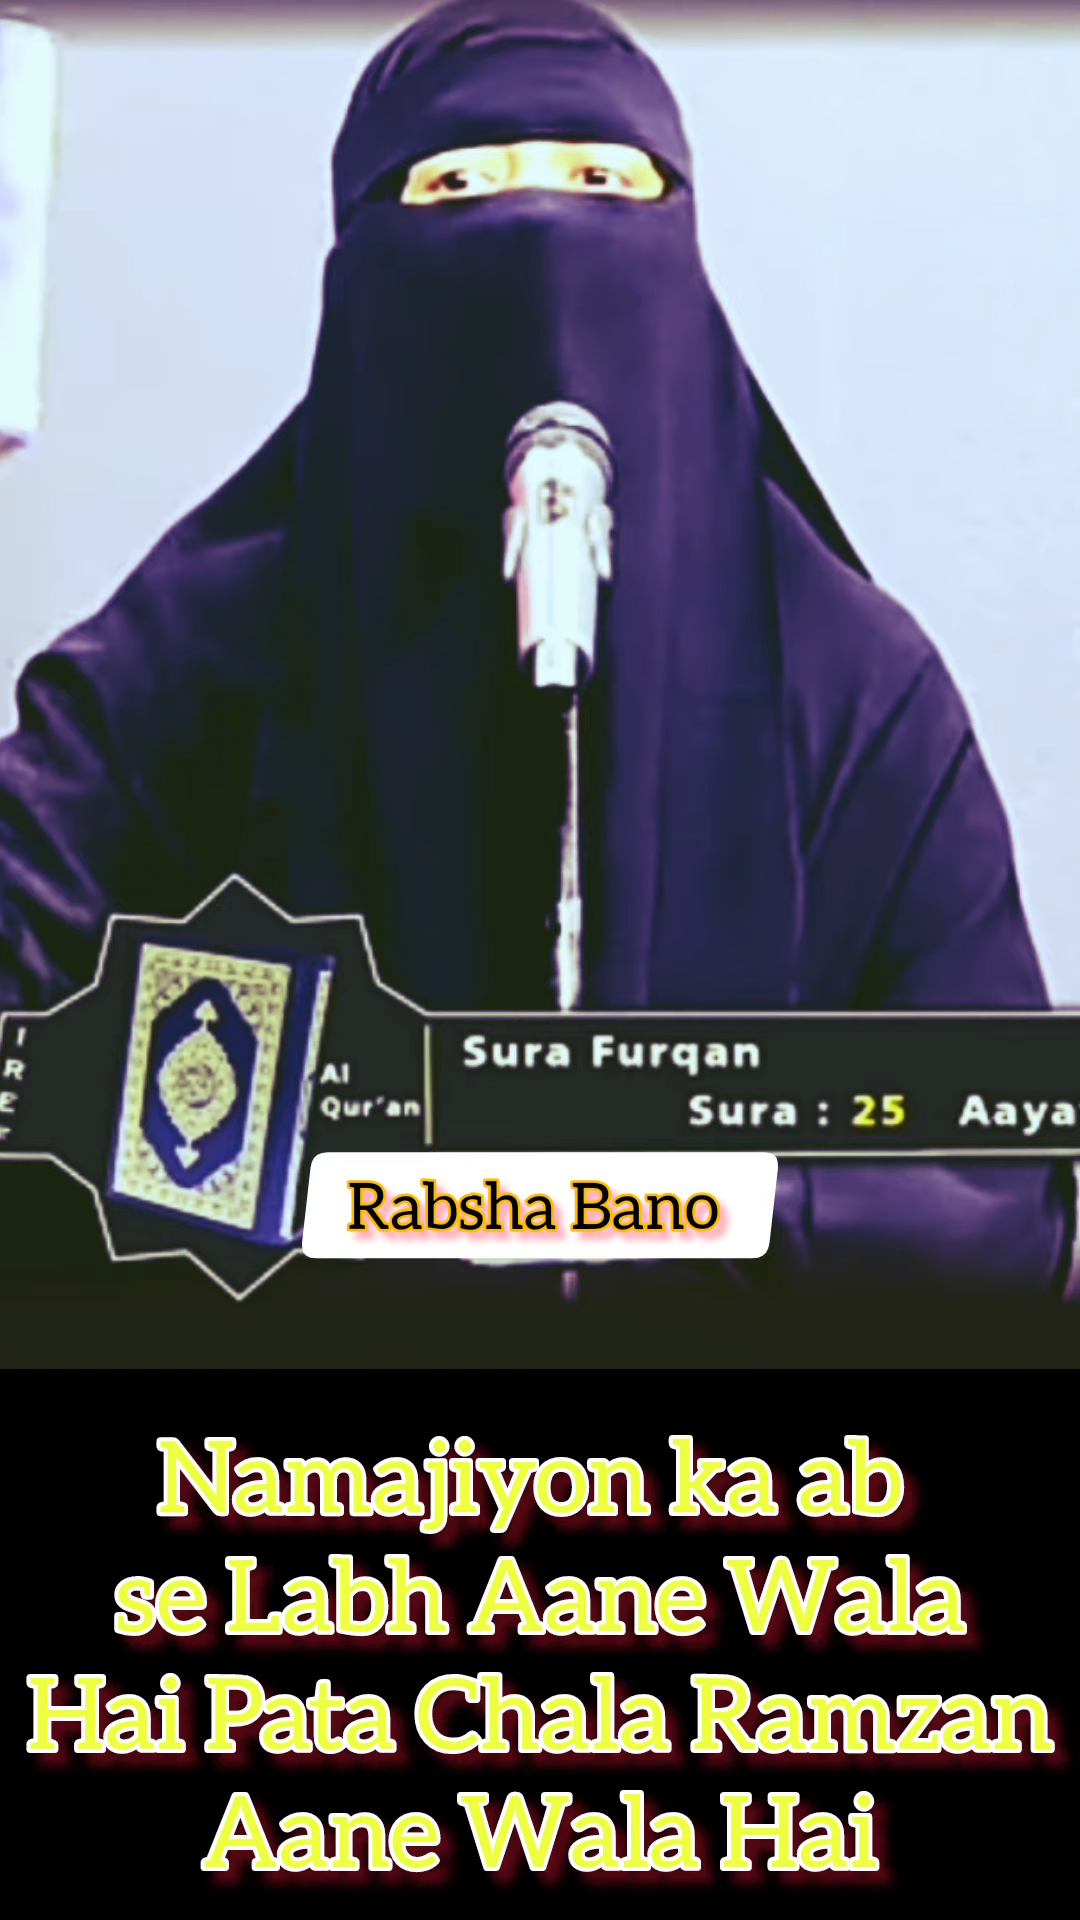 I
R
E
Al
Qur'an
Sura Furqan
Sura : 25 Aaya
Rabsha Bano
Namajiyon ka ab
se Labh Aane Wala
Hai Pata Chala Ramzan
Aane Wala Hai